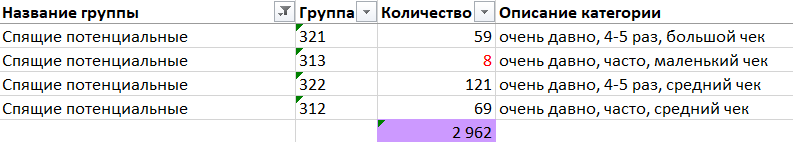 Название группы Группа Количество Описание категории
Спящие потенциальные 321 59 очень давно, 4-5 раз, большой чек
Спящие потенциальные 313 8 очень давно, часто, маленький чек
Спящие потенциальные 322 121 очень давно, 4-5 раз, средний чек
Спящие потенциальные 312 69 очень давно, часто, средний чек
2 962